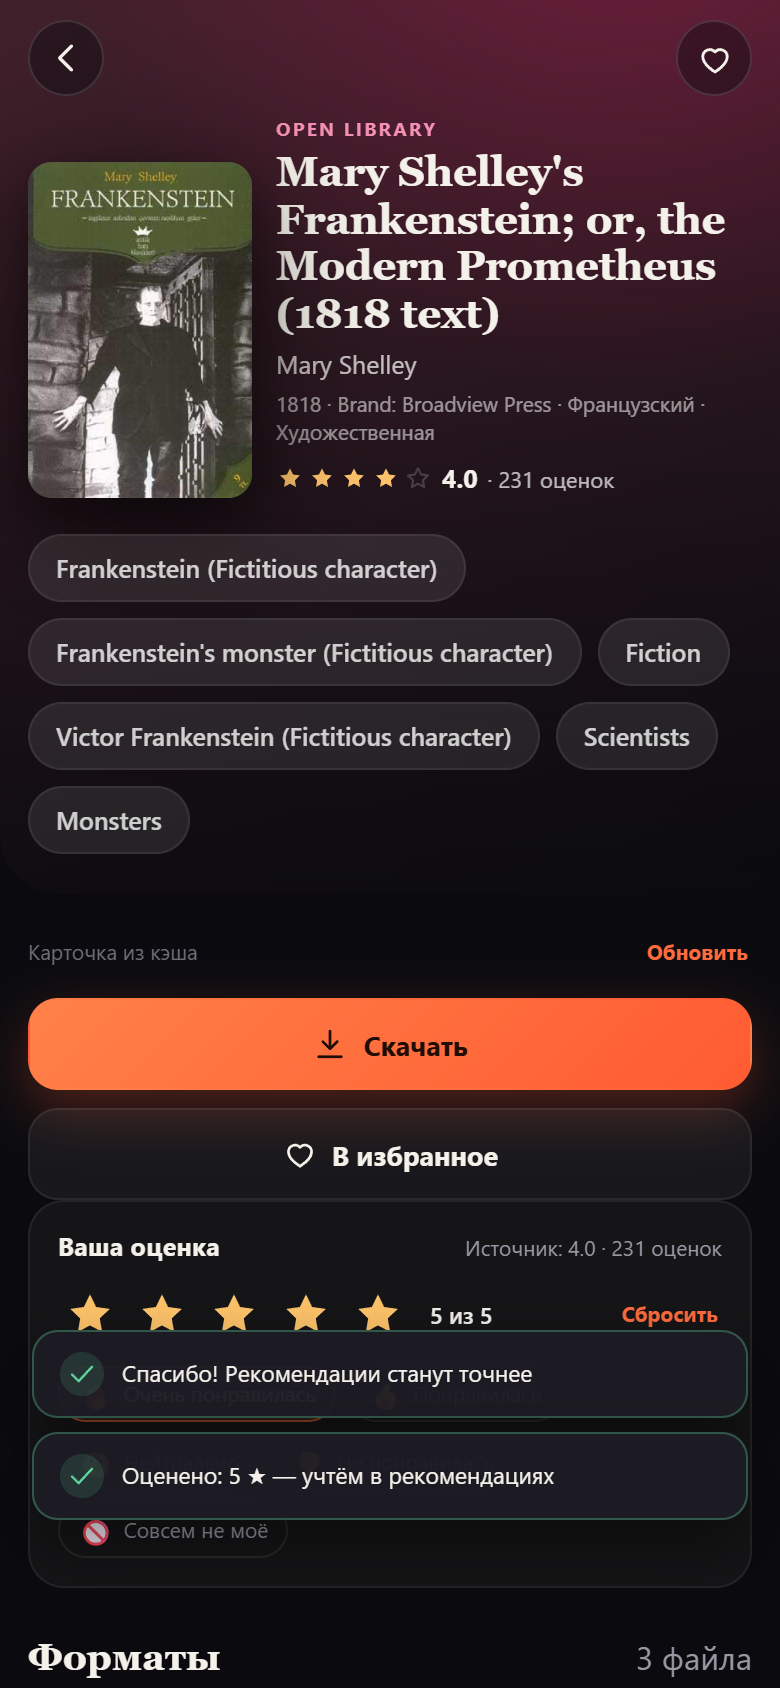 OPEN LIBRARY
Mary Shelley
FRANKENSTEIN
Mary Shelley's
Frankenstein; or, the
Modern Prometheus
(1818 text)
Mary Shelley
1818 · Brand: Broadview Press · Французский ·
Художественная
4.0 · 231 оценок
Frankenstein (Fictitious character)
Frankenstein's monster (Fictitious character)
Fiction
Victor Frankenstein (Fictitious character)
Scientists
Monsters
Карточка из кэша
Обновить
Скачать
В избранное
Ваша оценка
Источник: 4.0 · 231 оценок
5 из 5
Сбросить
Спасибо! Рекомендации станут точнее
Очень понравилась
Понравилась
Оценено: 5 ★ — учтём в рекомендациях
Совсем не моё
Форматы
3 файла